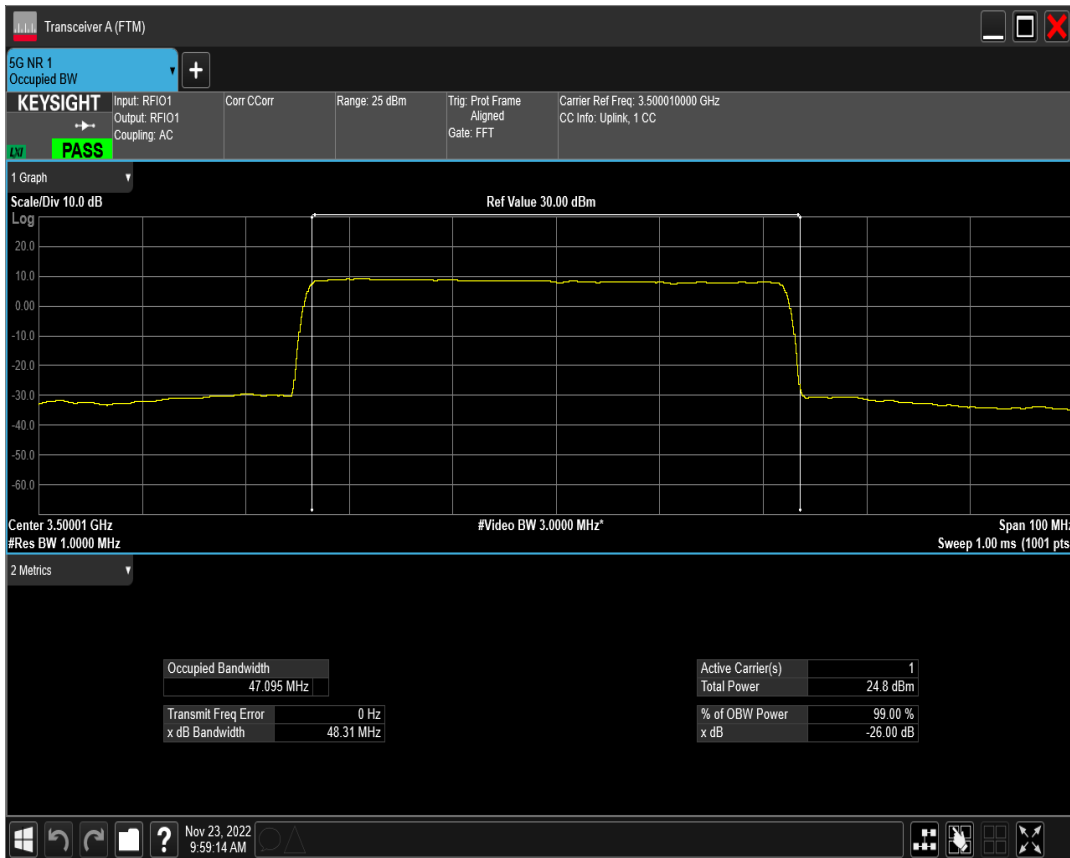 Transceiver A (FTM)
5G NR 1
Occupied BW
+
KEYSIGHT
LXI
PASS
Input: RFIO1
Output: RFIO1
Coupling: AC
Corr CCorr
Range: 25 dBm
Trig: Prot Frame
Aligned
Gate: FFT
Carrier Ref Freq: 3.500010000 GHz
CC Info: Uplink, 1 CC
1 Graph
Scale/Div 10.0 dB
Ref Value 30.00 dBm
Log
20.0
10.0
0.00
-10.0
-20.0
-30.0
-40.0
-50.0
-60.0
Center 3.50001 GHz
#Video BW 3.0000 MHz*
Span 100 MHz
#Res BW 1.0000 MHz
Sweep 1.00 ms (1001 pts
2 Metrics
Occupied Bandwidth
47.095 MHz
Transmit Freq Error 0 Hz
x dB Bandwidth 48.31 MHz
Active Carrier(s) 1
Total Power 24.8 dBm
% of OBW Power 99.00 %
x dB -26.00 dB
?
Nov 23, 2022
9:59:14 AM